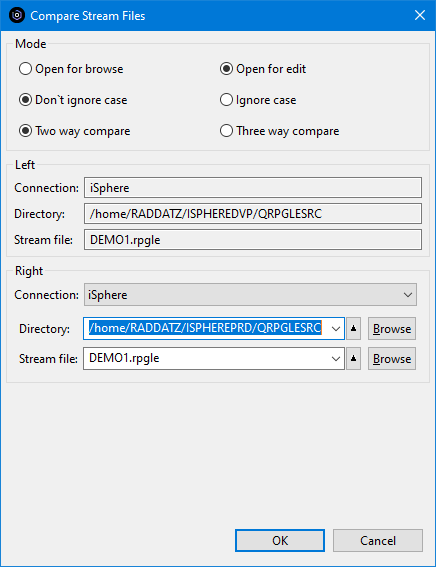 Compare Stream Files
Mode
Open for browse Open for edit
Don`t ignore case Ignore case
Two way compare Three way compare
Left
Connection: iSphere
Directory: /home/RADDATZ/ISPHEREDVP/QRPGLESRC
Stream file: DEMO1.rpgle
Right
Connection: iSphere
Directory: /home/RADDATZ/ISPHEREPRD/QRPGLESRC Browse
Stream file: DEMO1.rpgle Browse
OK Cancel